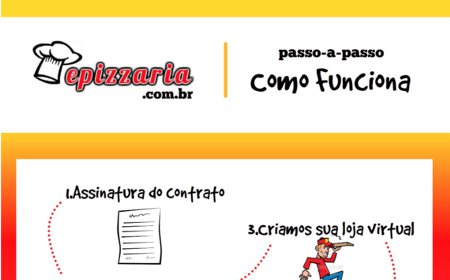 epizzaria
.com.br
passo-a-passo
Como Funciona
1.Assinatura do Contrato
3.Criamos sua loja Virtual